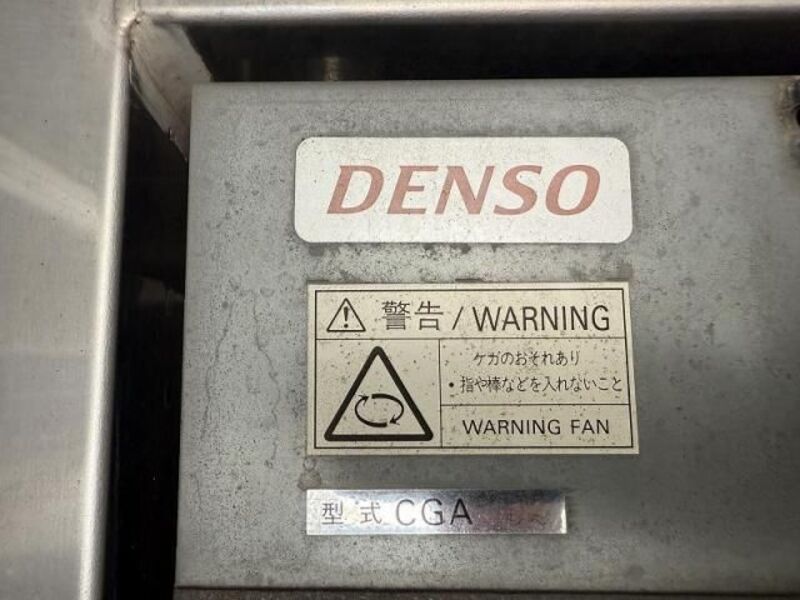 DENSO
警告/WARNING
ケガのおそれあり
・指や棒などを入れないこと
WARNING FAN
型式 CGA